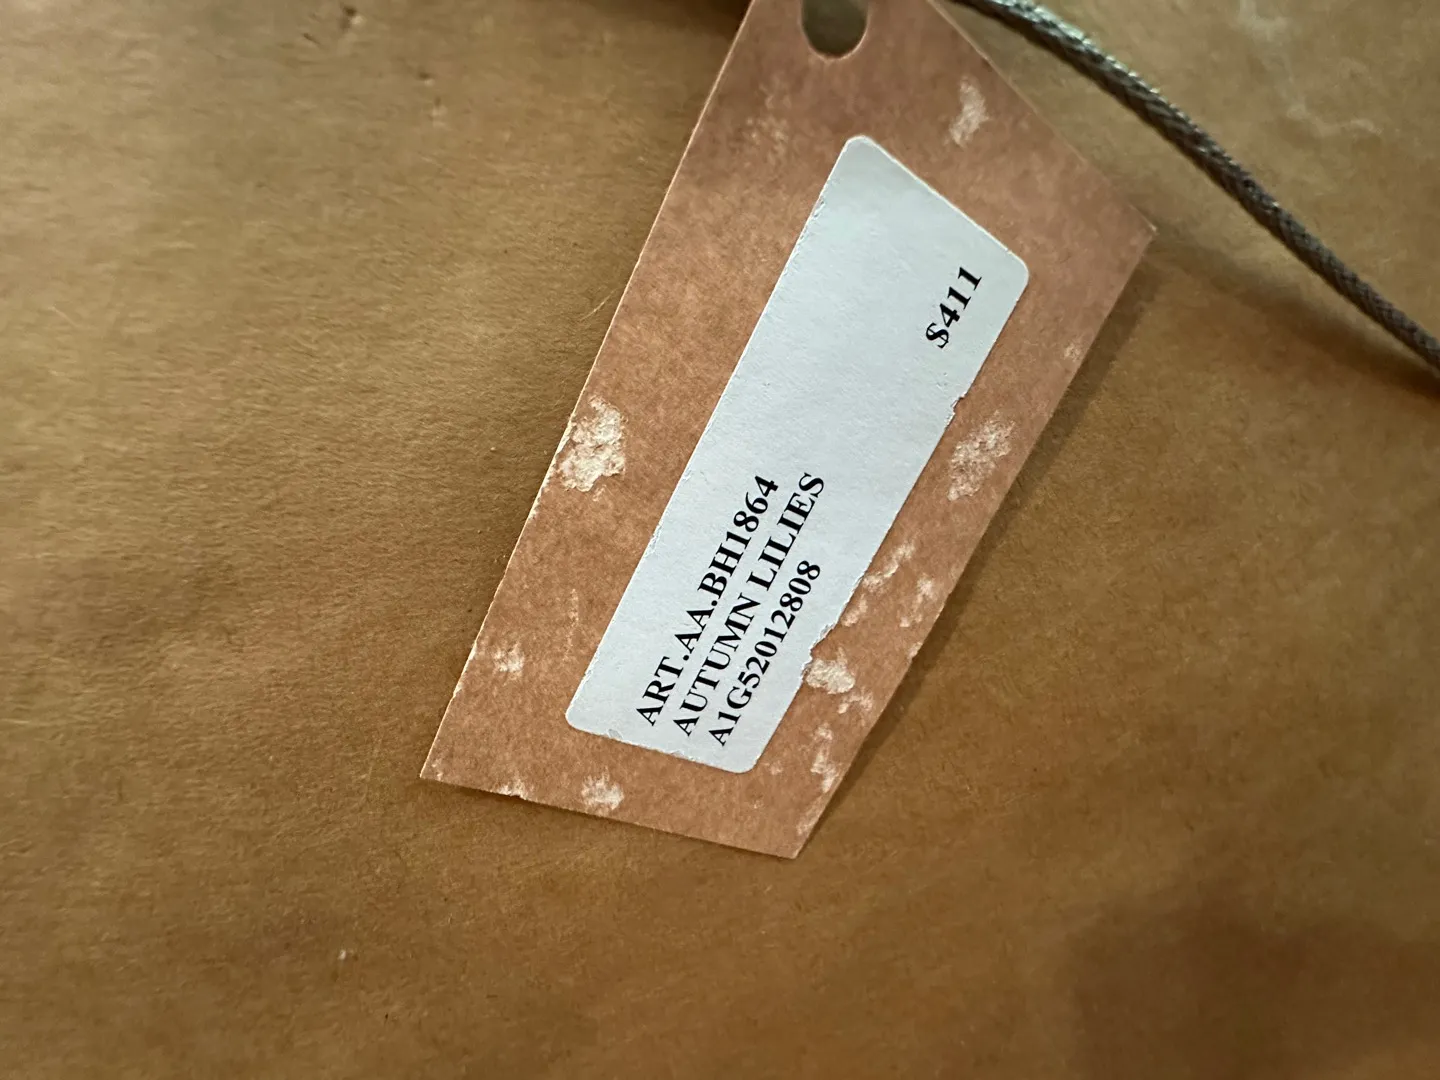 ART.AA.BH1864
AUTUMN LILIES
A1G52012808
$411